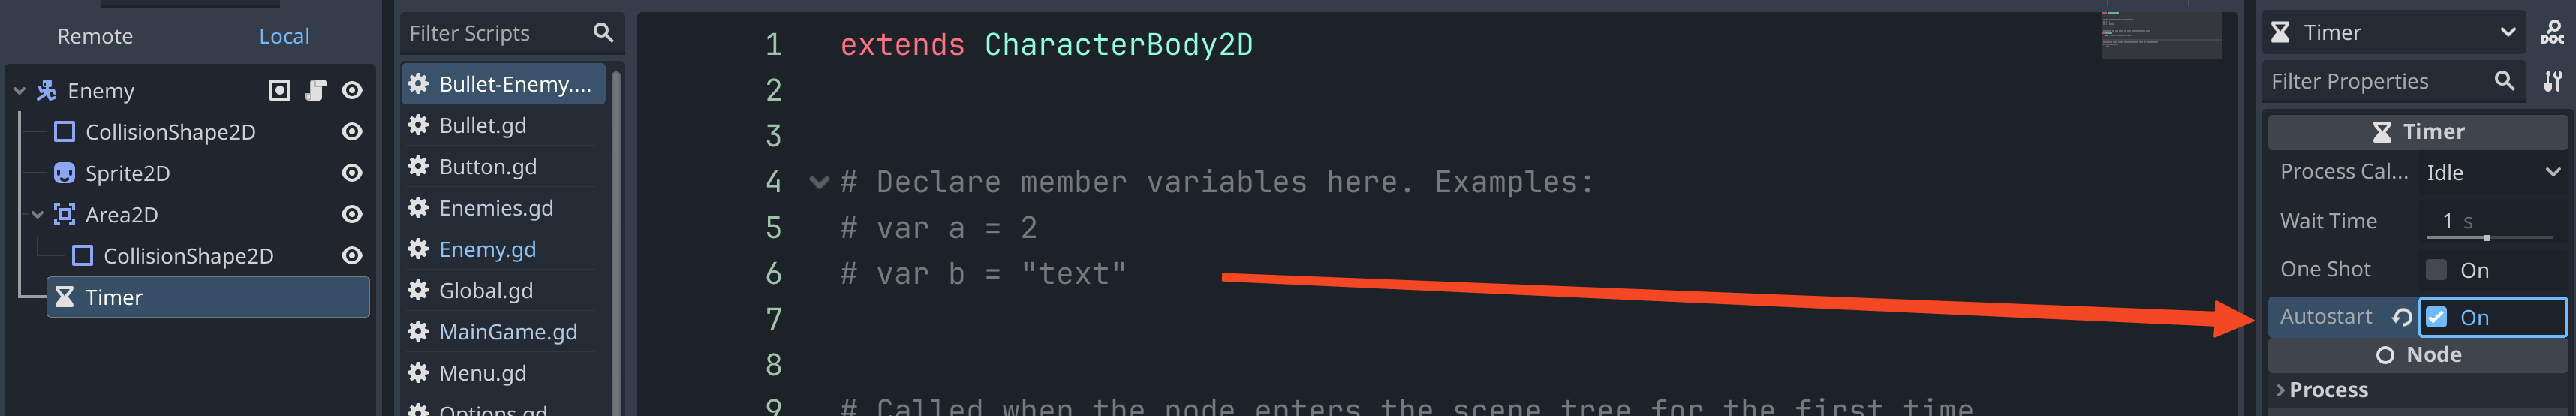 Remote Local
Enemy
CollisionShape2D
Sprite2D
Area2D
CollisionShape2D
Timer
Filter Scripts
Bullet-Enemy....
Bullet.gd
Button.gd
Enemies.gd
Enemy.gd
Global.gd
MainGame.gd
Menu.gd
Options.gd
1 extends CharacterBody2D
2
3
4 # Declare member variables here. Examples:
5 # var a = 2
6 # var b = "text"
7
8
9 # Called when the node enters the scene tree for the first time
Timer
DOC
Filter Properties
Timer
Process Cal... Idle
Wait Time 1 s
One Shot On
Autostart On
Node
Process